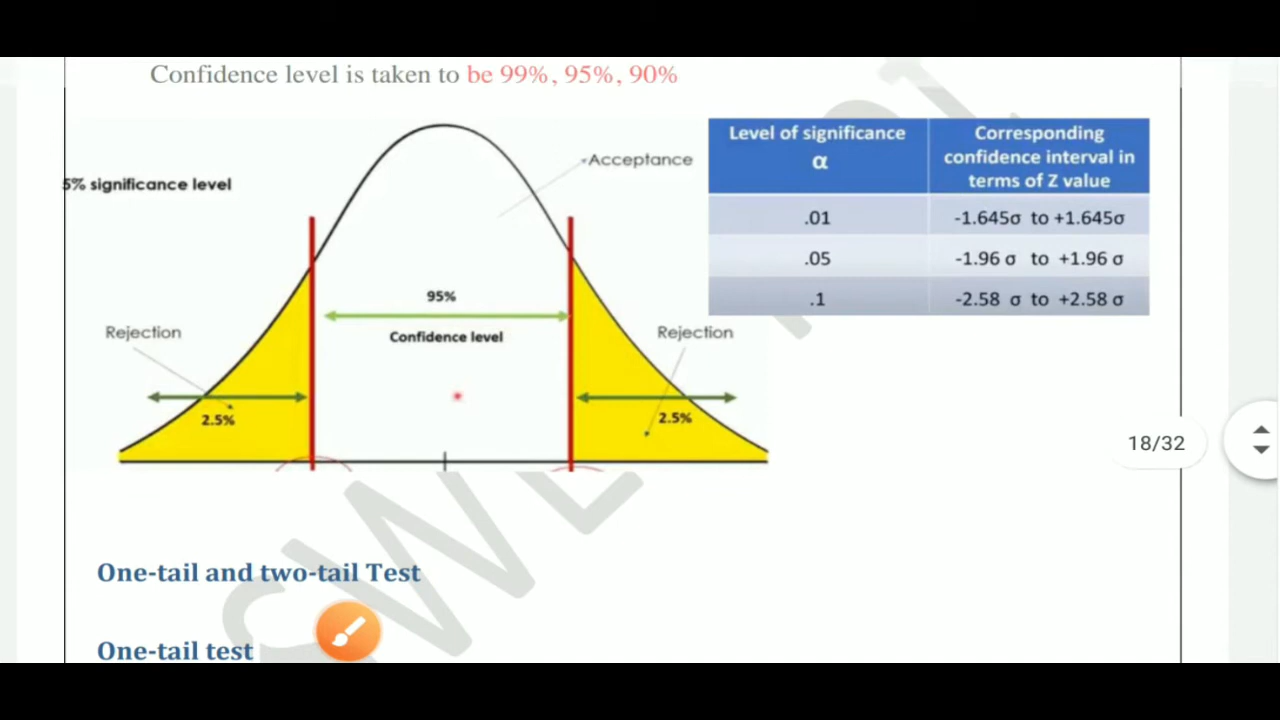 Confidence level is taken to be 99%, 95%, 90%
5% significance level
Acceptance
95%
Confidence level
Rejection
2.5%
Rejection
2.5%
Level of significance α
Corresponding confidence interval in terms of Z value
.01 -1.645σ to +1.645σ
.05 -1.96 σ to +1.96 σ
.1 -2.58 σ to +2.58 σ
18/32
One-tail and two-tail Test
One-tail test